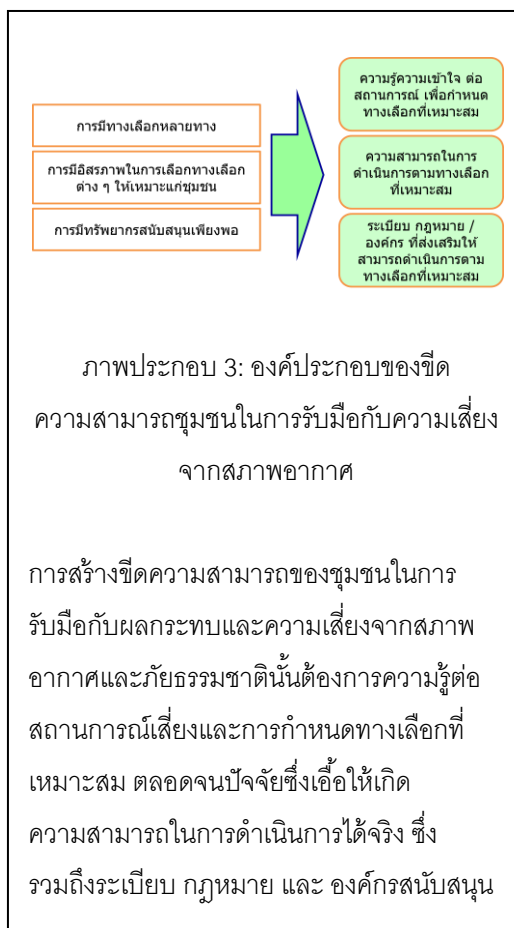 การมีทางเลือกหลายทาง
การมีอิสรภาพในการเลือกทางเลือก
ต่าง ๆ ให้เหมาะแก่ชุมชน
การมีทรัพยากรสนับสนุนเพียงพอ
ความรู้ความเข้าใจ ต่อ
สถานการณ์ เพื่อกำหนด
ทางเลือกที่เหมาะสม
ความสามารถในการ
ดำเนินการตามทางเลือก
ที่เหมาะสม
ระเบียบ กฎหมาย /
องค์กร ที่ส่งเสริมให้
สามารถดำเนินการตาม
ทางเลือกที่เหมาะสม
ภาพประกอบ 3: องค์ประกอบของขีด
ความสามารถชุมชนในการรับมือกับความเสี่ยง
จากสภาพอากาศ
การสร้างขีดความสามารถของชุมชนในการ
รับมือกับผลกระทบและความเสี่ยงจากสภาพ
อากาศและภัยธรรมชาตินั้นต้องการความรู้ต่อ
สถานการณ์เสี่ยงและการกำหนดทางเลือกที่
เหมาะสม ตลอดจนปัจจัยซึ่งเอื้อให้เกิด
ความสามารถในการดำเนินการได้จริง ซึ่ง
รวมถึงระเบียบ กฎหมาย และ องค์กรสนับสนุน